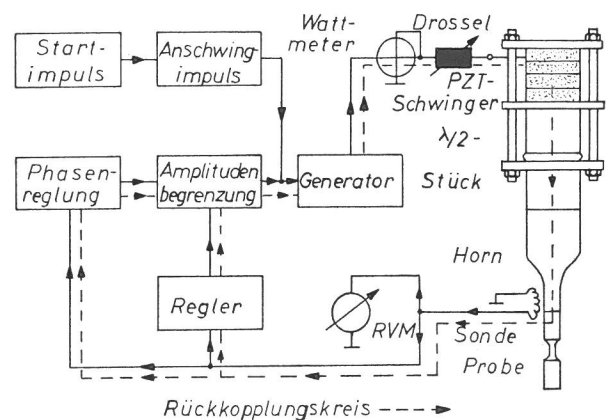 Watt-
meter
Drossel
Start-
impuls
Anschwing-
impuls
PZT-
Schwinger
λ/2-
Stück
Phasen-
reglung
Amplituden
begrenzung
Generator
Horn
Regler
RVM
Sonde
Probe
Rückkopplungskreis